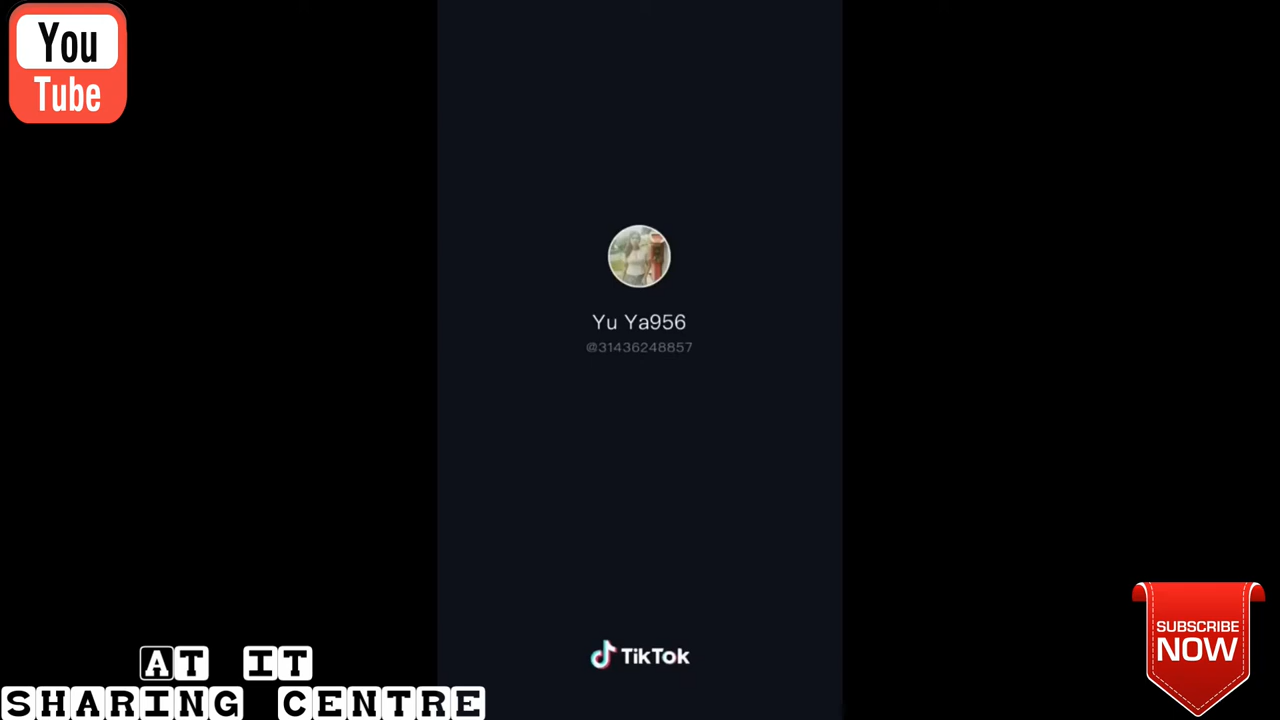 You
Tube
Yu Ya956
@31436248857
TikTok
SUBSCRIBE
NOW
AT IT
SHARING CENTRE